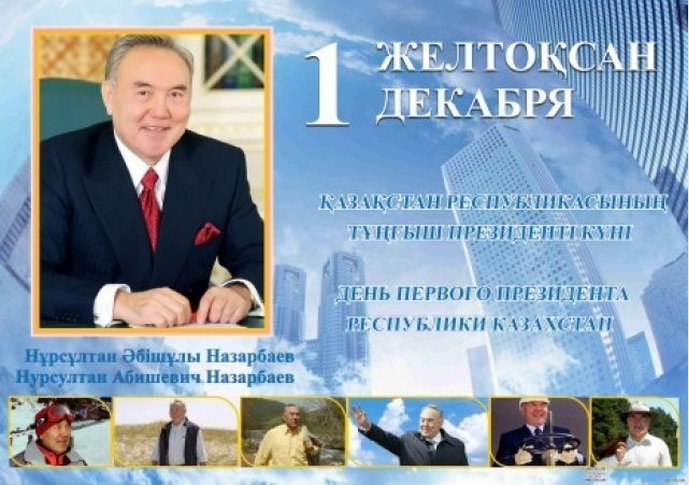 1 ЖЕЛТОҚСАН
ДЕКАБРЯ
ҚАЗАҚСТАН РЕСПУБЛИКАСЫНЫҢ
ТҰҢҒЫШ ПРЕЗИДЕНТІ КҮНІ
ДЕНЬ ПЕРВОГО ПРЕЗИДЕНТА
РЕСПУБЛИКИ КАЗАХСТАН
Нұрсұлтан Әбішұлы Назарбаев
Нурсултан Абишевич Назарбаев